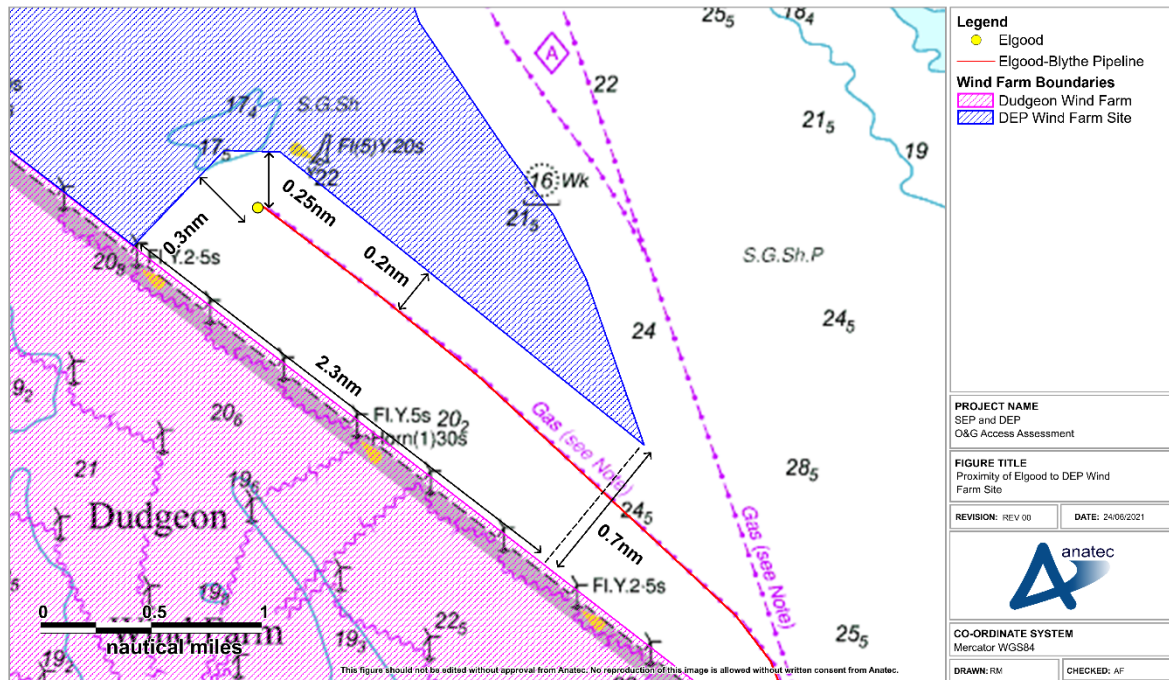 25₅
18₄
A
22
17₄
S.G.Sh
17₅
Fl(5)Y.20s
22
21₅
19
16 Wk
21₅
0.25nm
0.3nm
0.2nm
S.G.Sh.P
Fl.Y.2·5s
20₈
24
24₅
2.3nm
9₂
20₆
Fl.Y.5s 20₂
Horn(1)30s
Gas (see Note)
28₅
21
19₆
24₅
0.7nm
Gas (see Note)
Dudgeon
Fl.Y.2·5s
19₈
0 0.5 1
Wind Farm
nautical miles
22₅
19₃
25₅
19₂
This figure should not be edited without approval from Anatec. No reproduction of this image is allowed without written consent from Anatec.
Legend
Elgood
Elgood-Blythe Pipeline
Wind Farm Boundaries
Dudgeon Wind Farm
DEP Wind Farm Site
PROJECT NAME
SEP and DEP
O&G Access Assessment
FIGURE TITLE
Proximity of Elgood to DEP Wind
Farm Site
REVISION: REV 00
DATE: 24/06/2021
anatec
CO-ORDINATE SYSTEM
Mercator WGS84
DRAWN: RM
CHECKED: AF